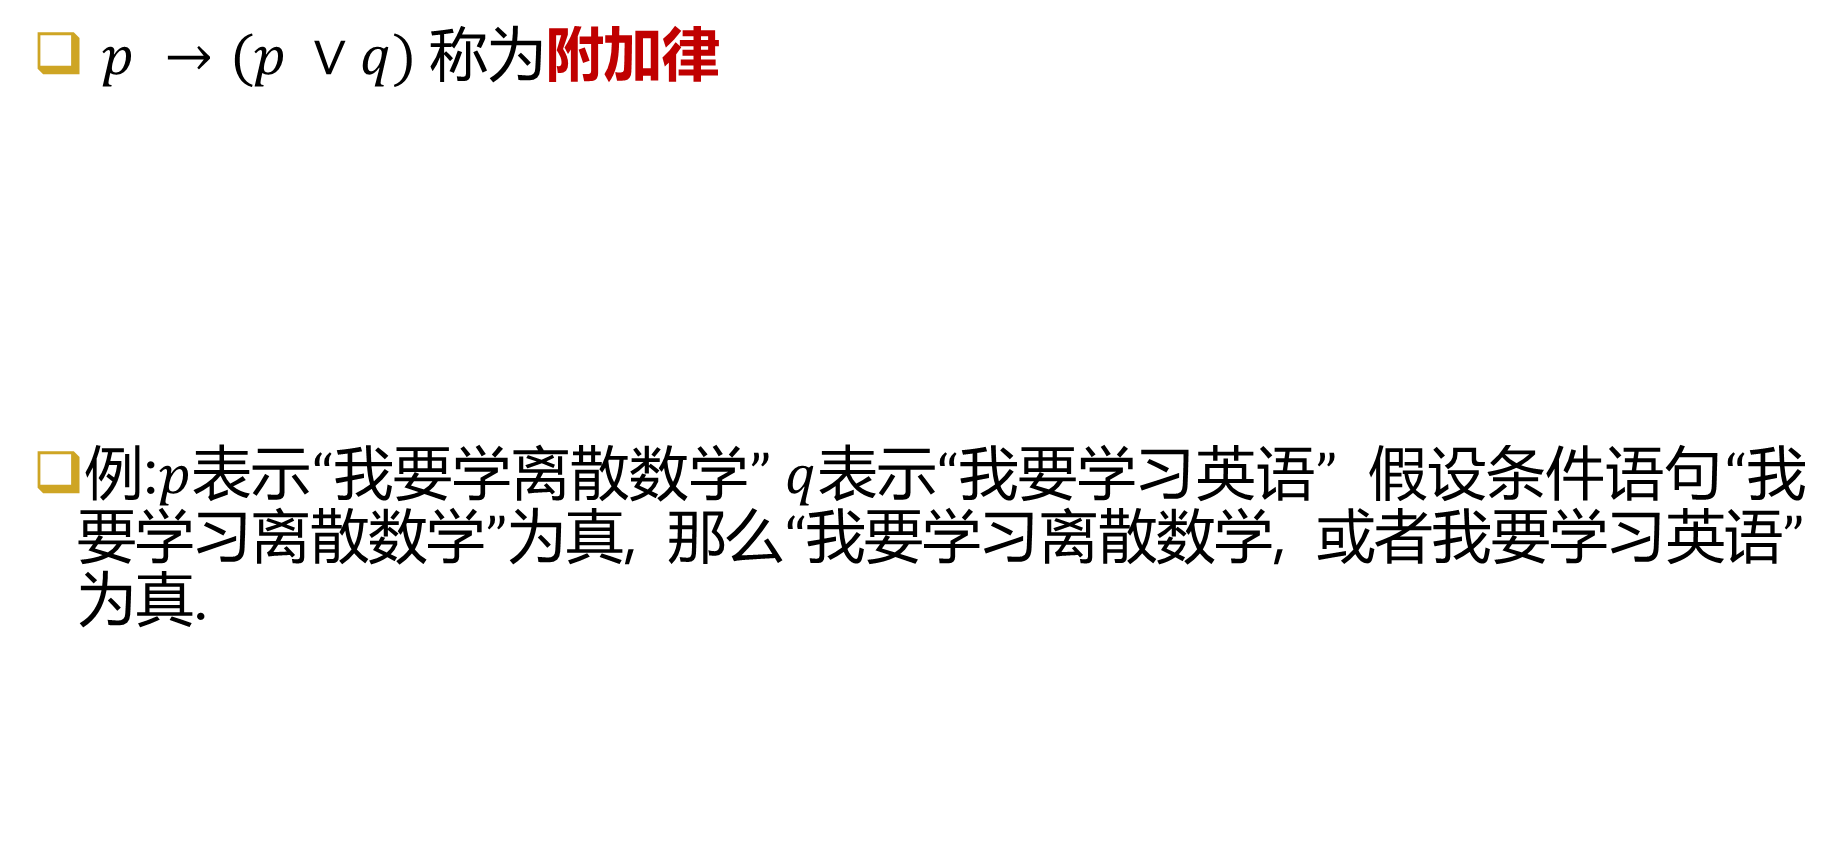 ❑ p → (p ∨ q) 称为附加律
❑例:p表示“我要学离散数学” q表示“我要学习英语” 假设条件语句“我
要学习离散数学”为真, 那么“我要学习离散数学, 或者我要学习英语”
为真.